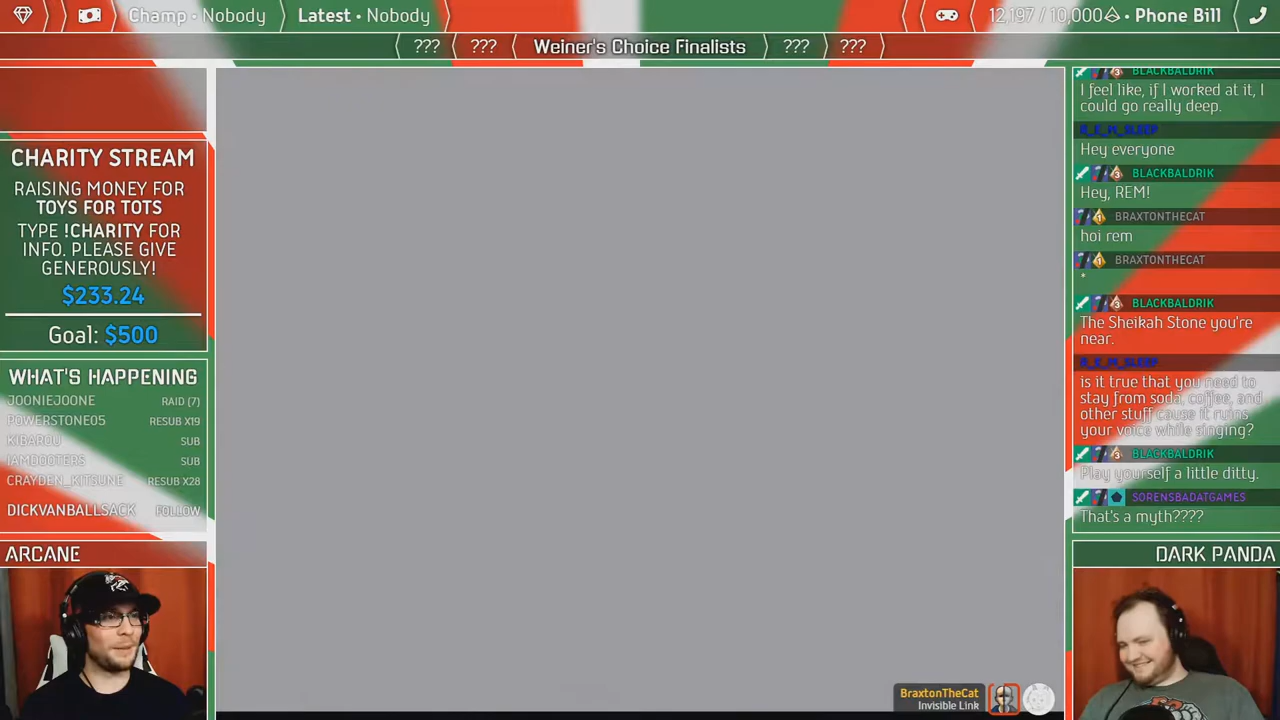 Champ • Nobody
Latest • Nobody
12,197 / 10,000 • Phone Bill
??? ??? Weiner's Choice Finalists ??? ???
CHARITY STREAM
RAISING MONEY FOR
TOYS FOR TOTS
TYPE !CHARITY FOR
INFO. PLEASE GIVE
GENEROUSLY!
$233.24
Goal: $500
WHAT'S HAPPENING
JOONIEJOONE RAID (7)
POWERSTONE05 RESUB X19
KIBAROU SUB
IAMDOOTERS SUB
CRAYDEN_KITSUNE RESUB X28
DICKVANBALLSACK FOLLOW
ARCANE
BLACKBALDRIK
I feel like, if I worked at it, I
could go really deep.
Hey everyone
BLACKBALDRIK
Hey, REM!
BRAXTONTHECAT
hoi rem
BRAXTONTHECAT
*
BLACKBALDRIK
The Sheikah Stone you're
near.
is it true that you need to
stay from soda, coffee, and
other stuff cause it ruins
your voice while singing?
BLACKBALDRIK
Play yourself a little ditty.
SORENSBADATGAMES
That's a myth????
DARK PANDA
BraxtonTheCat
Invisible Link